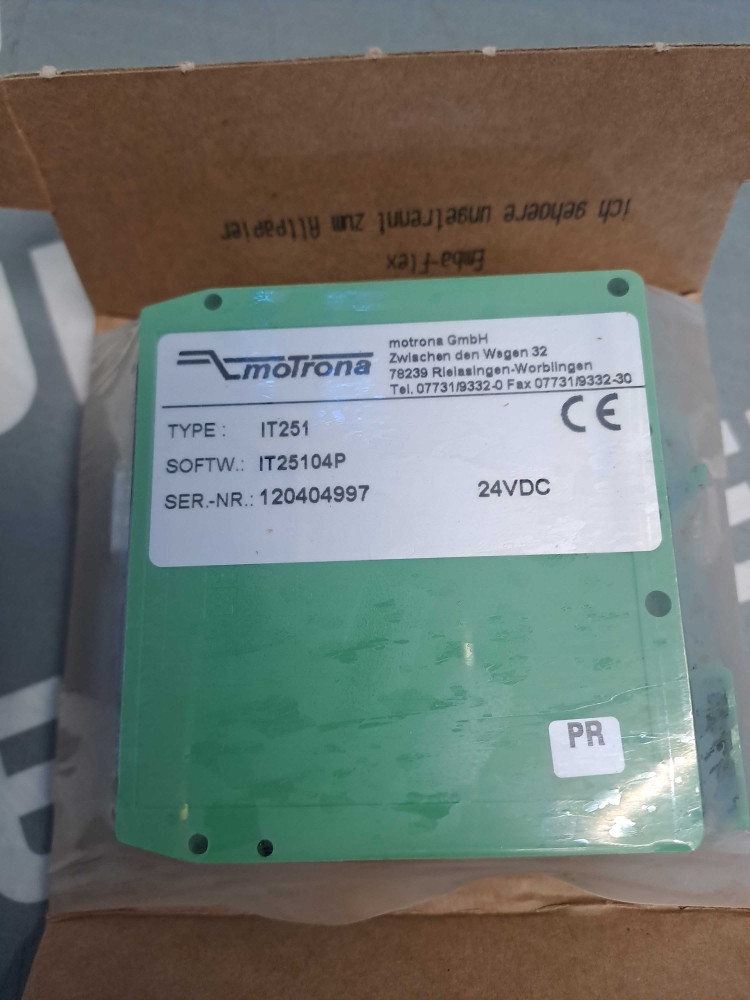 ich gehoere ungetrennt zum Altpapier
Emba-Flex
moTrona
motrona GmbH
Zwischen den Wegen 32
78239 Rielasingen-Worblingen
Tel. 07731/9332-0 Fax 07731/9332-30
CE
TYPE : IT251
SOFTW.: IT25104P
SER.-NR.: 120404997 24VDC
PR